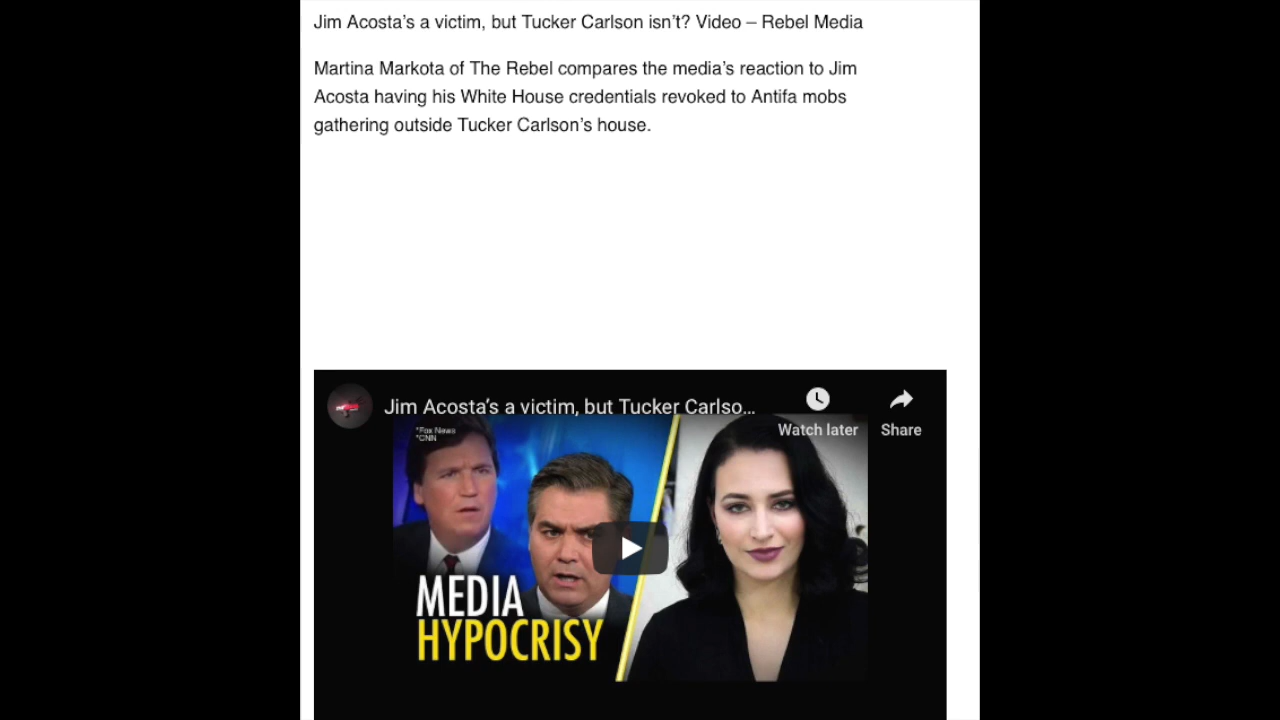 Jim Acosta’s a victim, but Tucker Carlson isn’t? Video – Rebel Media
Martina Markota of The Rebel compares the media’s reaction to Jim
Acosta having his White House credentials revoked to Antifa mobs
gathering outside Tucker Carlson’s house.
Jim Acosta’s a victim, but Tucker Carlso...
Watch later
Share
*Fox News
*CNN
MEDIA
HYPOCRISY